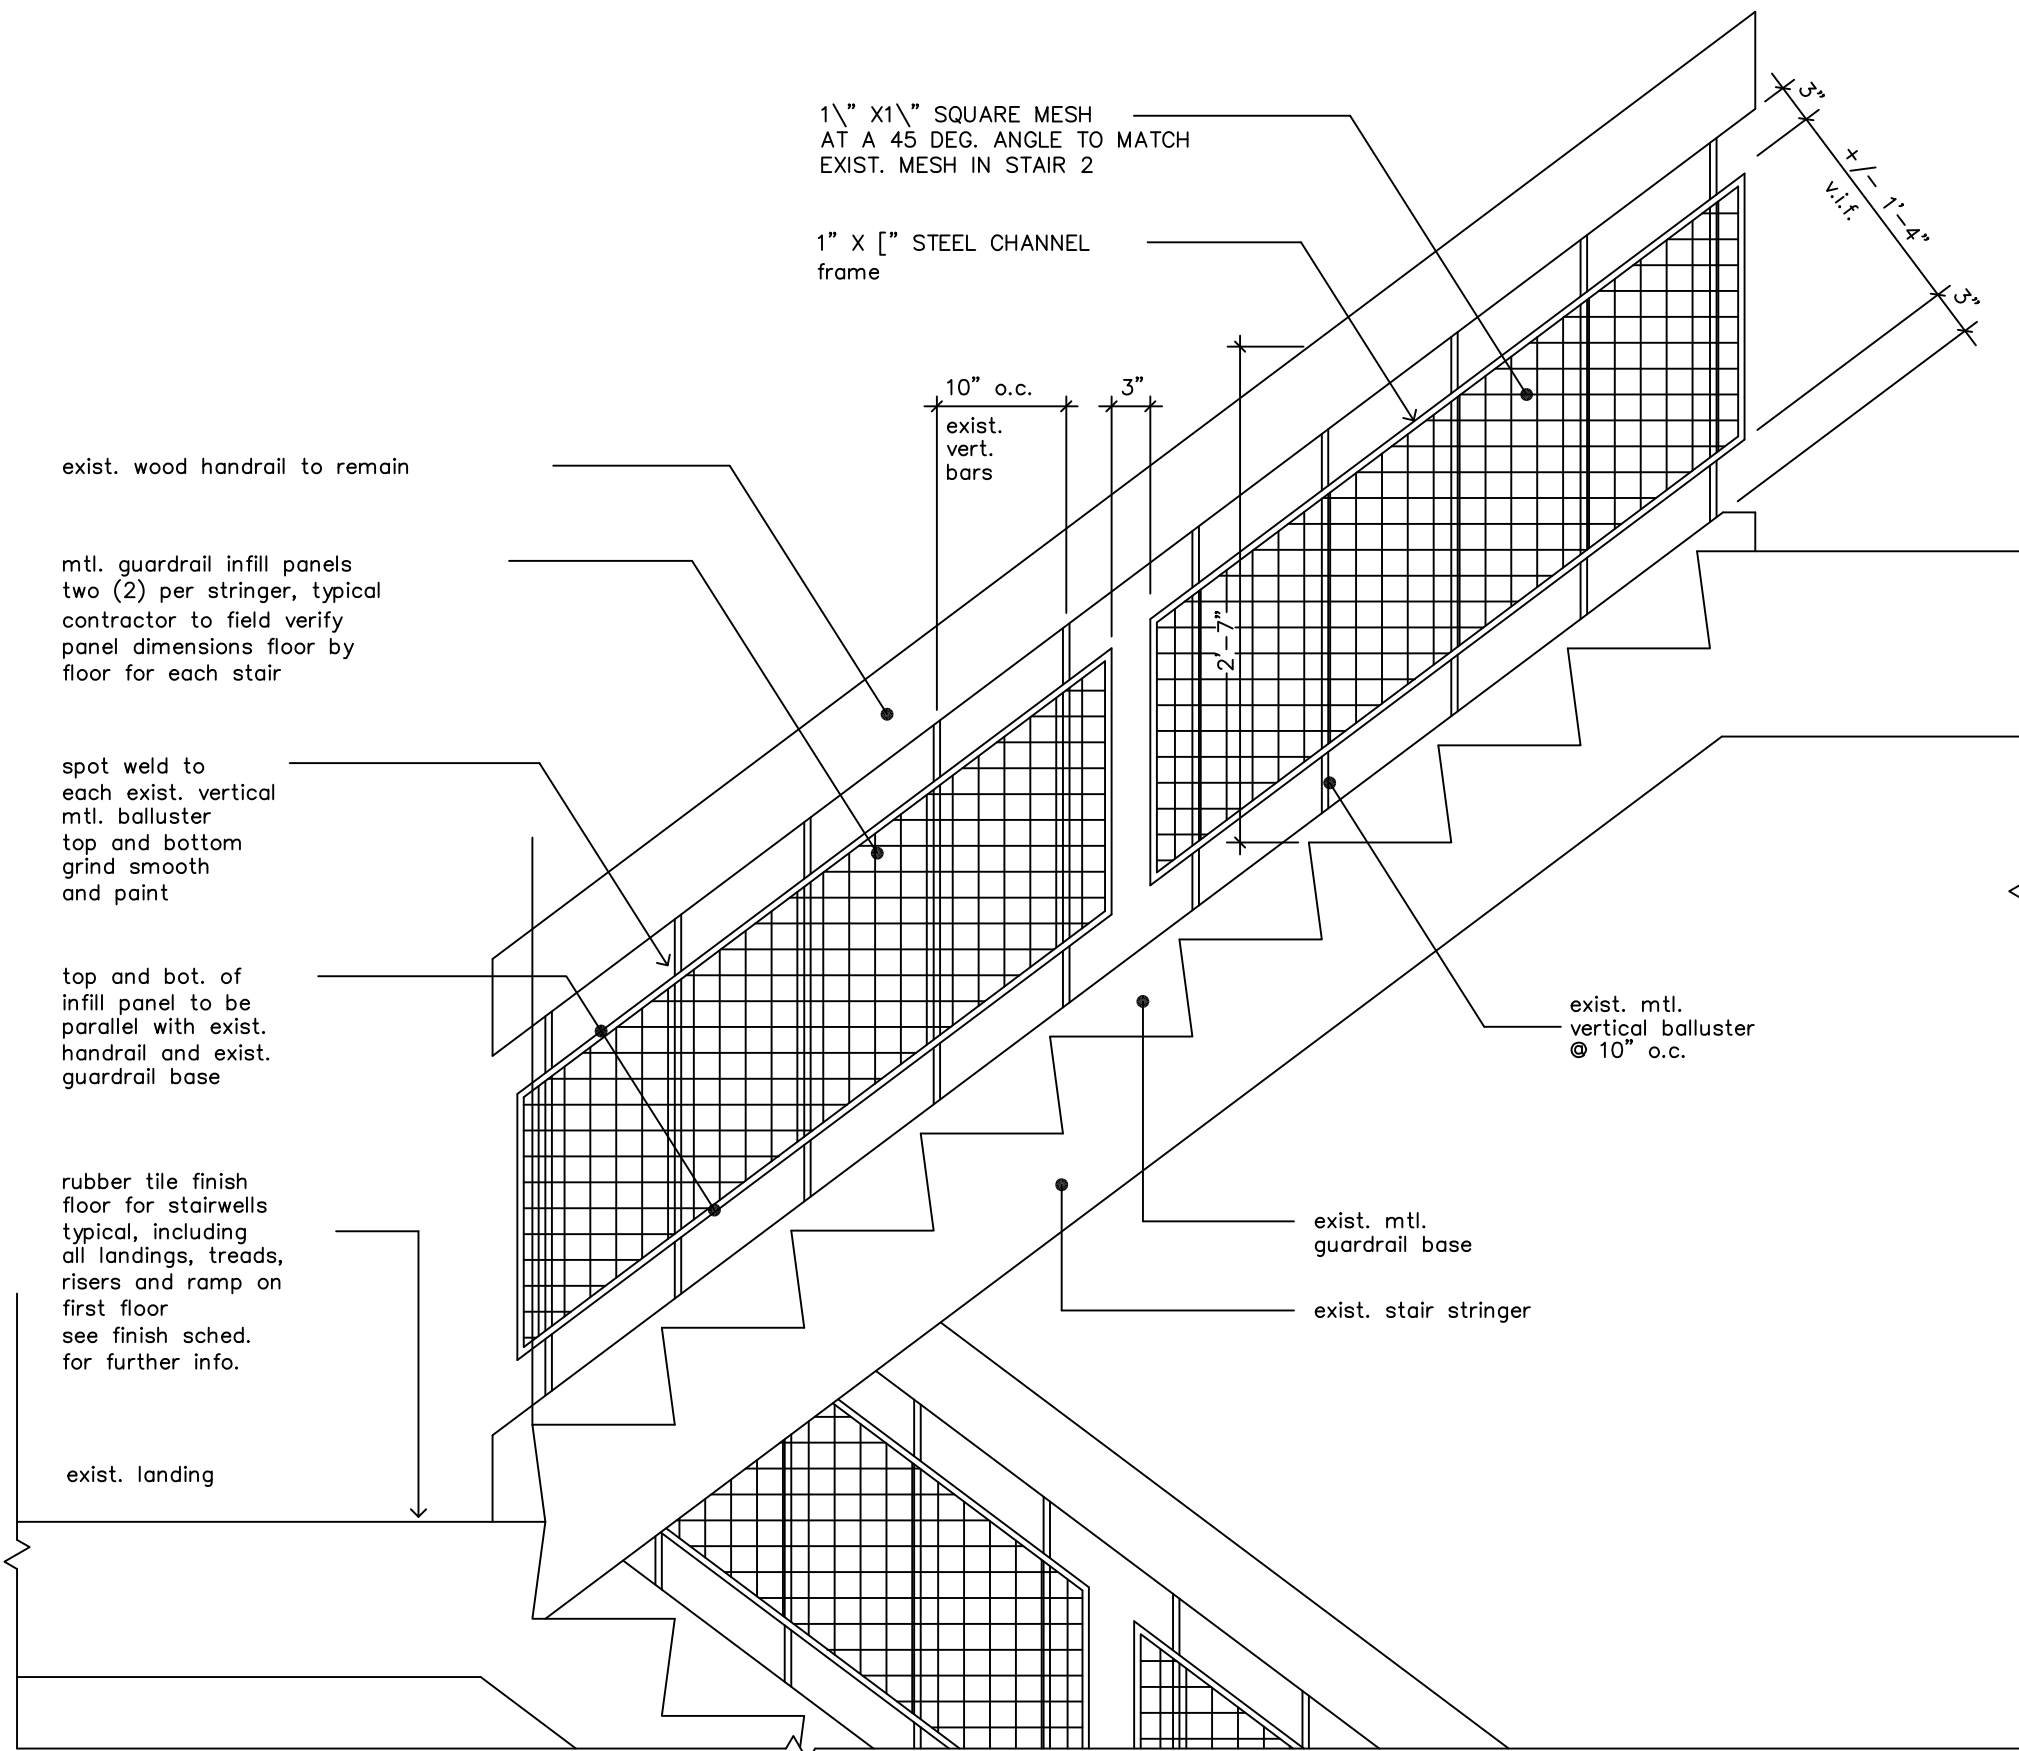 1\" X1\" SQUARE MESH
AT A 45 DEG. ANGLE TO MATCH
EXIST. MESH IN STAIR 2
1" X [" STEEL CHANNEL
frame
3"
+/- 1'-4"
v.i.f.
3"
10" o.c.
exist.
vert.
bars
3"
2'-7"
exist. wood handrail to remain
mtl. guardrail infill panels
two (2) per stringer, typical
contractor to field verify
panel dimensions floor by
floor for each stair
spot weld to
each exist. vertical
mtl. balluster
top and bottom
grind smooth
and paint
top and bot. of
infill panel to be
parallel with exist.
handrail and exist.
guardrail base
exist. mtl.
vertical balluster
@ 10" o.c.
rubber tile finish
floor for stairwells
typical, including
all landings, treads,
risers and ramp on
first floor
see finish sched.
for further info.
exist. mtl.
guardrail base
exist. stair stringer
exist. landing